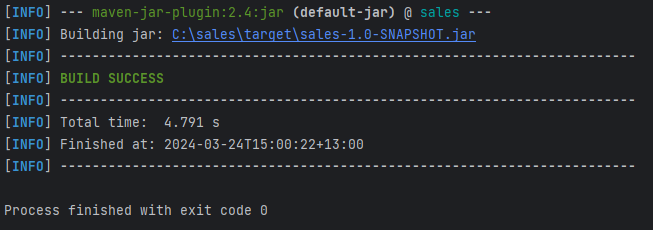 [INFO] --- maven-jar-plugin:2.4:jar (default-jar) @ sales ---
[INFO] Building jar: C:\sales\target\sales-1.0-SNAPSHOT.jar
[INFO] ------------------------------------------------------------------------
[INFO] BUILD SUCCESS
[INFO] ------------------------------------------------------------------------
[INFO] Total time:  4.791 s
[INFO] Finished at: 2024-03-24T15:00:22+13:00
[INFO] ------------------------------------------------------------------------
Process finished with exit code 0